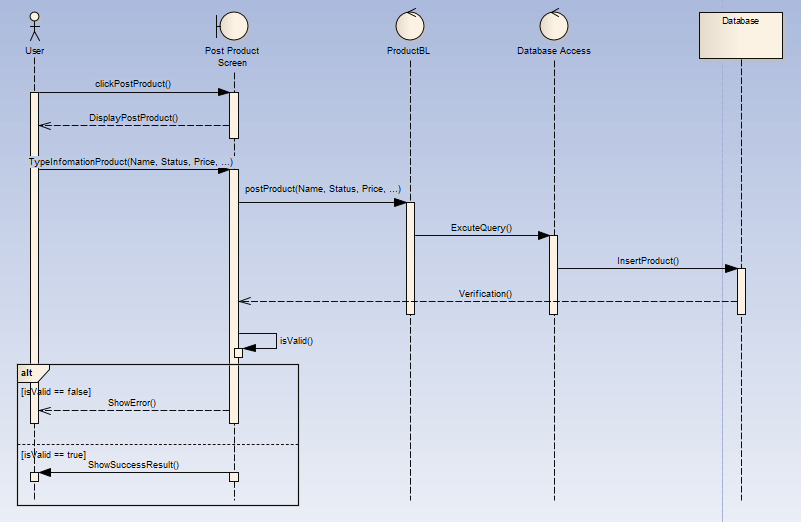 User
Post Product
Screen
ProductBL
Database Access
Database
clickPostProduct()
DisplayPostProduct()
TypeInfomationProduct(Name, Status, Price, ...)
postProduct(Name, Status, Price, ...)
ExcuteQuery()
InsertProduct()
Verification()
isValid()
alt
[isValid == false]
ShowError()
[isValid == true]
ShowSuccessResult()